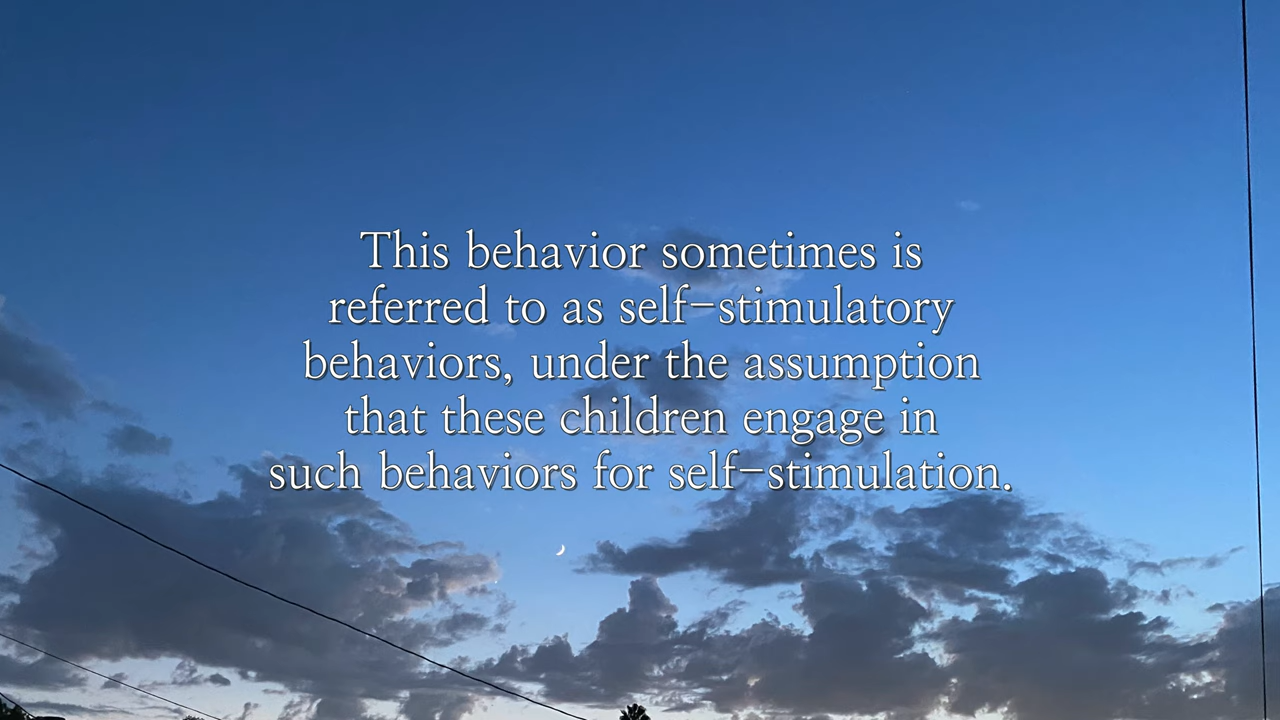 This behavior sometimes is
referred to as self-stimulatory
behaviors, under the assumption
that these children engage in
such behaviors for self-stimulation.